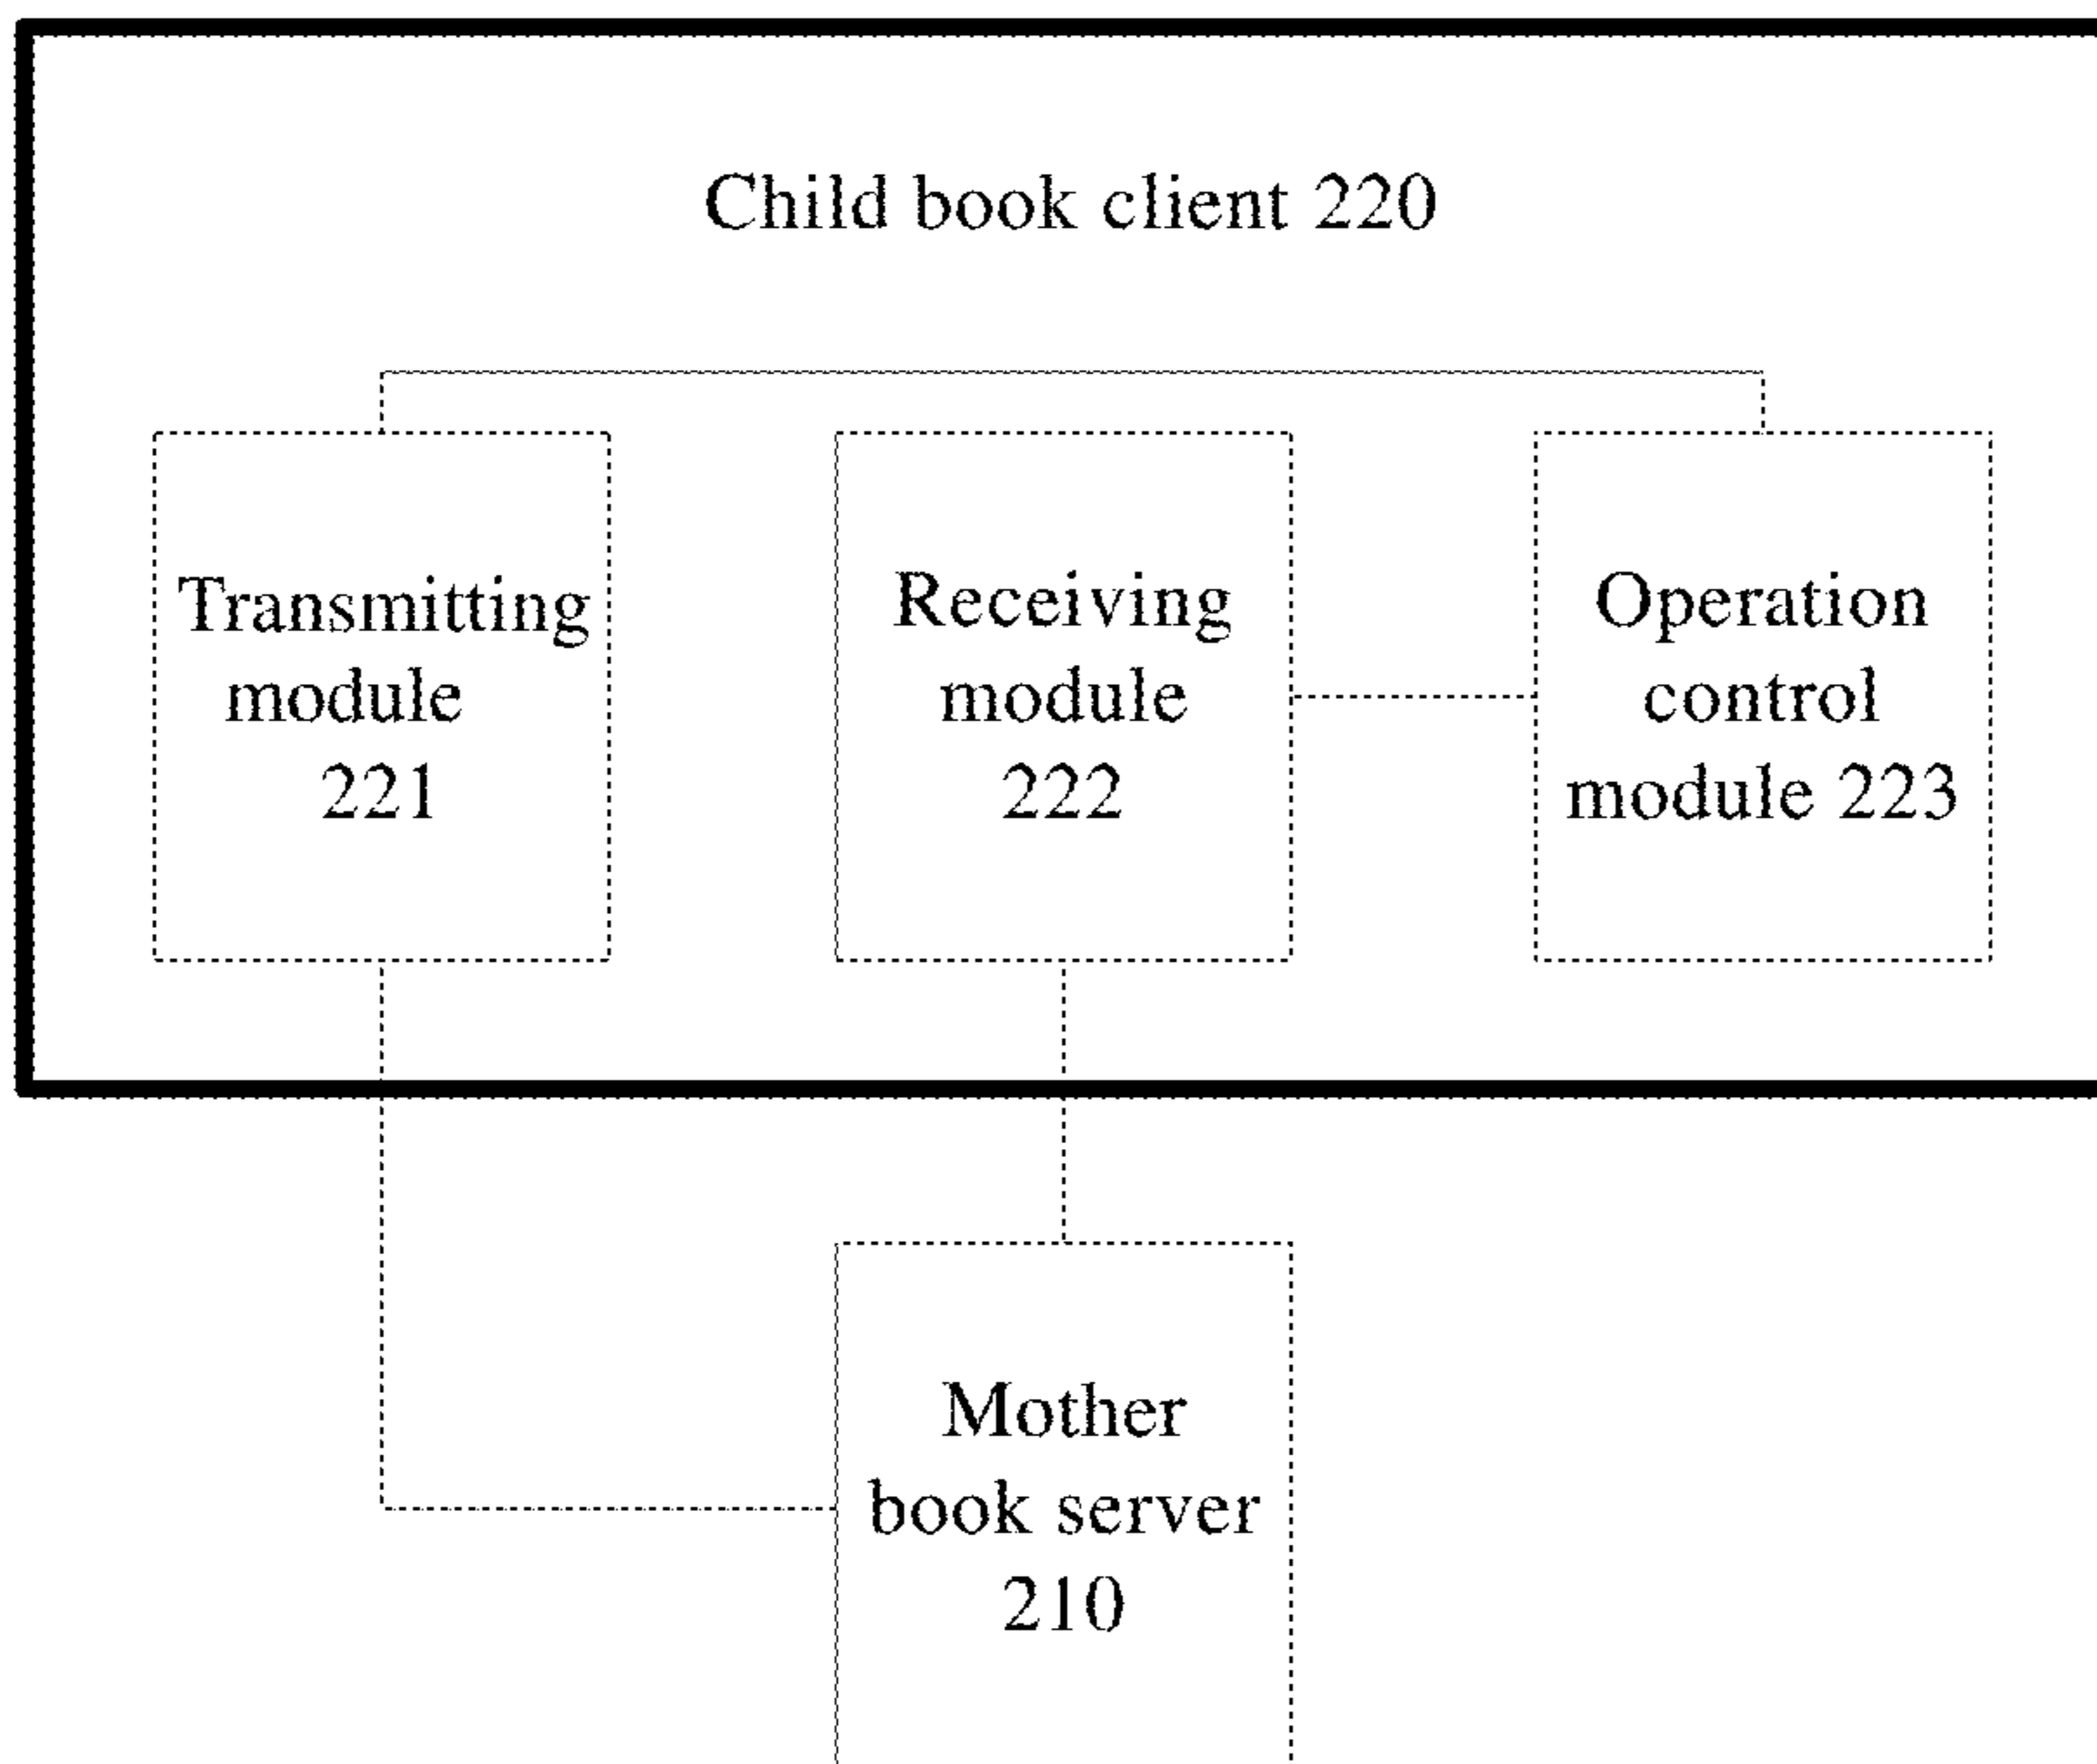 Child book client 220
Transmitting
module
221
Receiving
module
222
Operation
control
module 223
Mother
book server
210